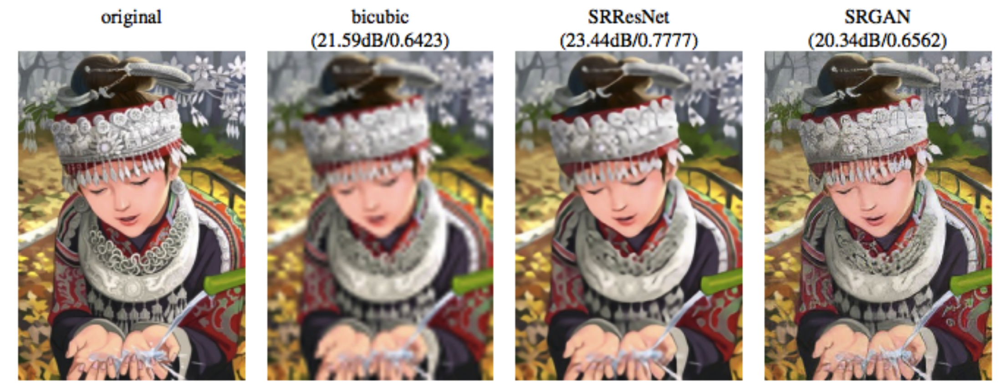 original
bicubic
(21.59dB/0.6423)
SRResNet
(23.44dB/0.7777)
SRGAN
(20.34dB/0.6562)